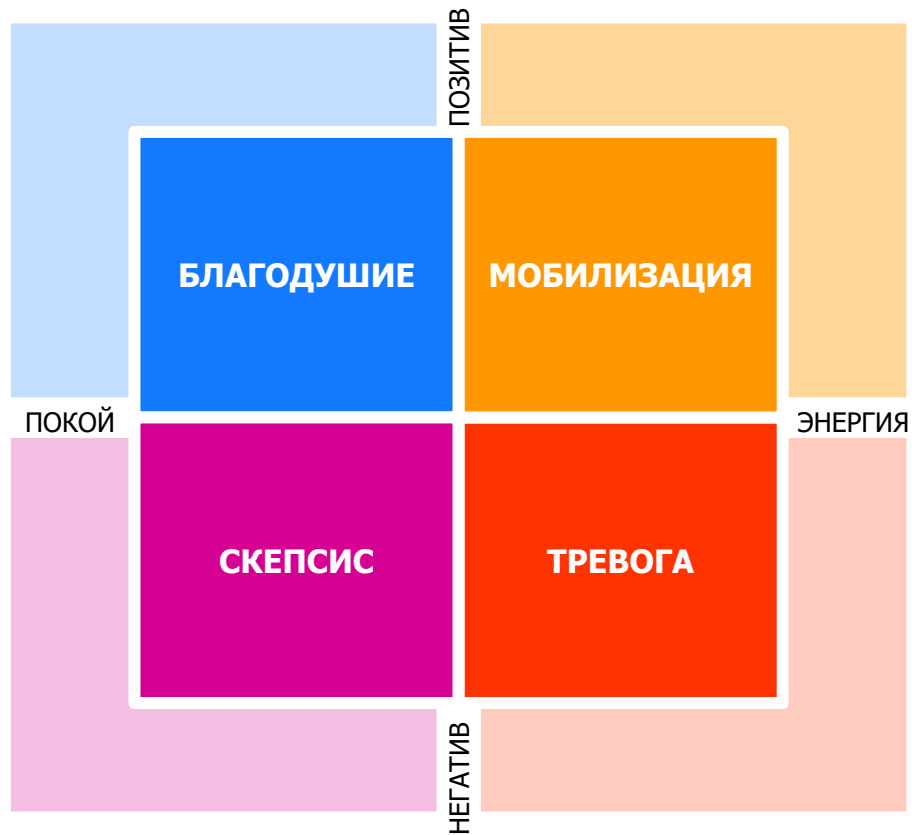 ПОЗИТИВ
БЛАГОДУШИЕ
МОБИЛИЗАЦИЯ
ПОКОЙ
ЭНЕРГИЯ
СКЕПСИС
ТРЕВОГА
НЕГАТИВ